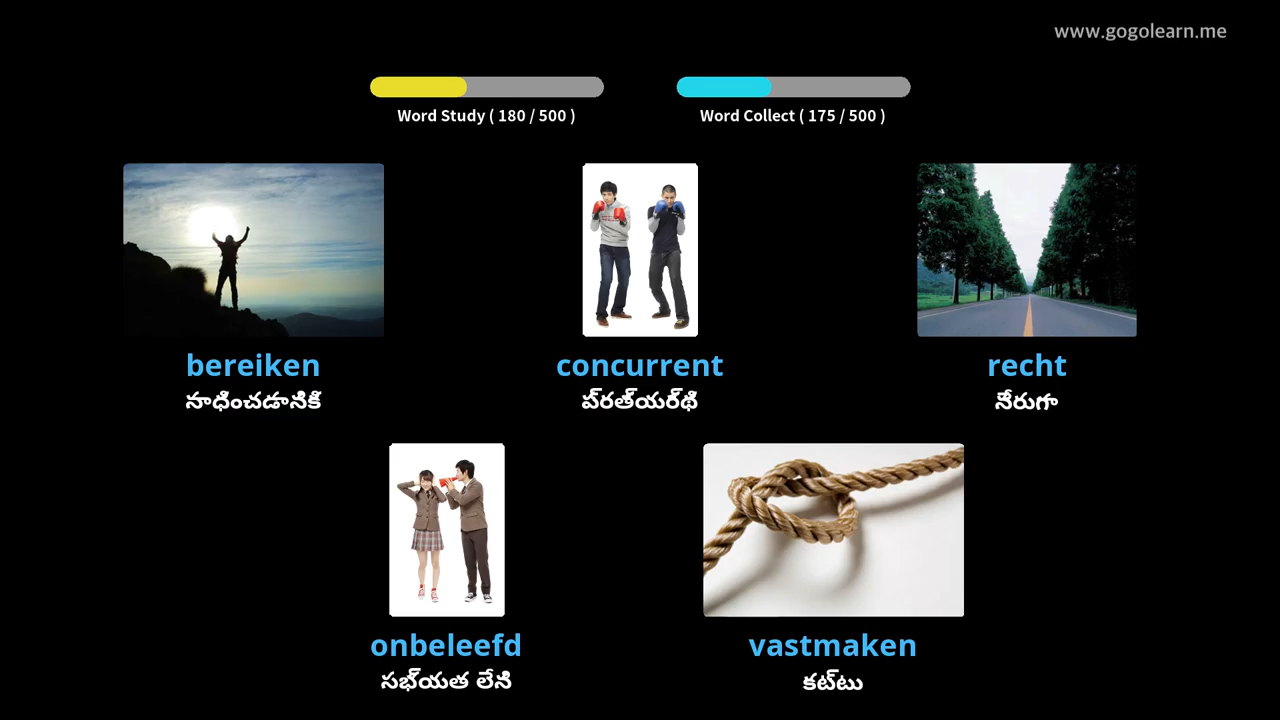 www.gogolearn.me
Word Study ( 180 / 500 )
Word Collect ( 175 / 500 )
bereiken
సాధించడానికి
concurrent
ప్రత్యర్థి
recht
నేరుగా
onbeleefd
సభ్యత లేని
vastmaken
కట్టు